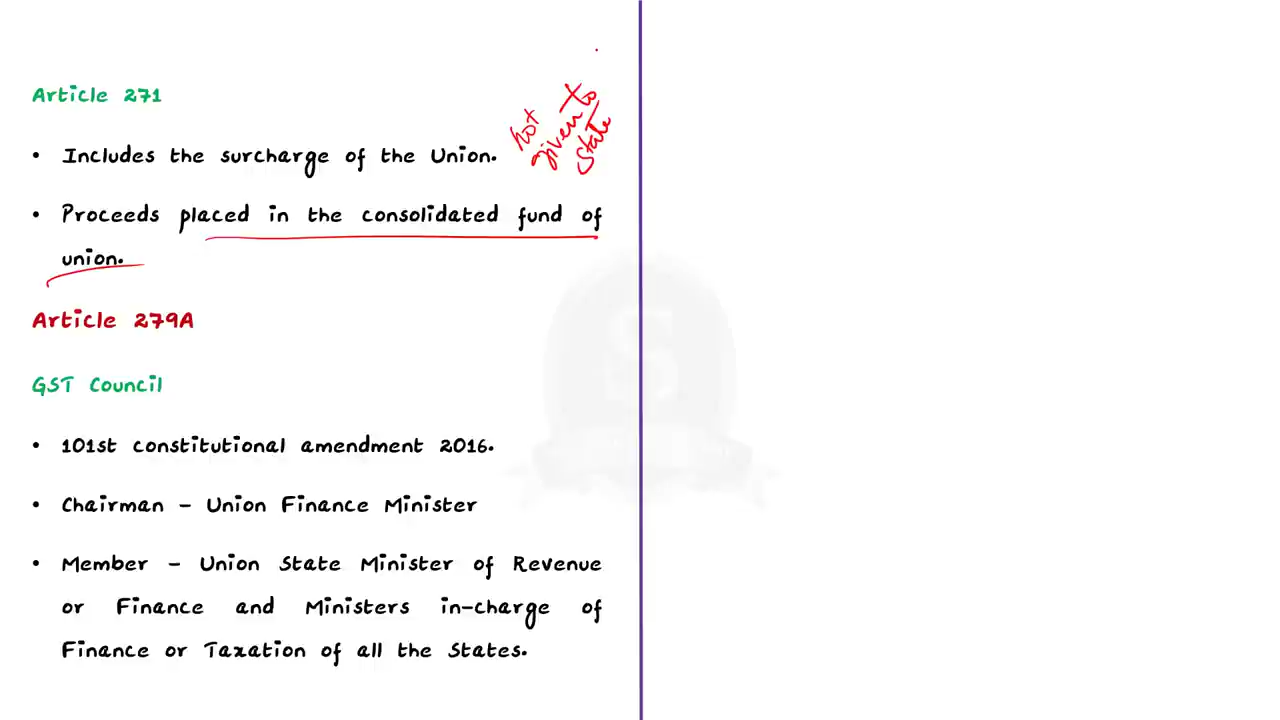 Article 271
• Includes the surcharge of the Union.
not
given to
State
• Proceeds placed in the consolidated fund of
union.
Article 279A
GST Council
• 101st constitutional amendment 2016.
• Chairman – Union Finance Minister
• Member – Union State Minister of Revenue
or Finance and Ministers in-charge of
Finance or Taxation of all the States.